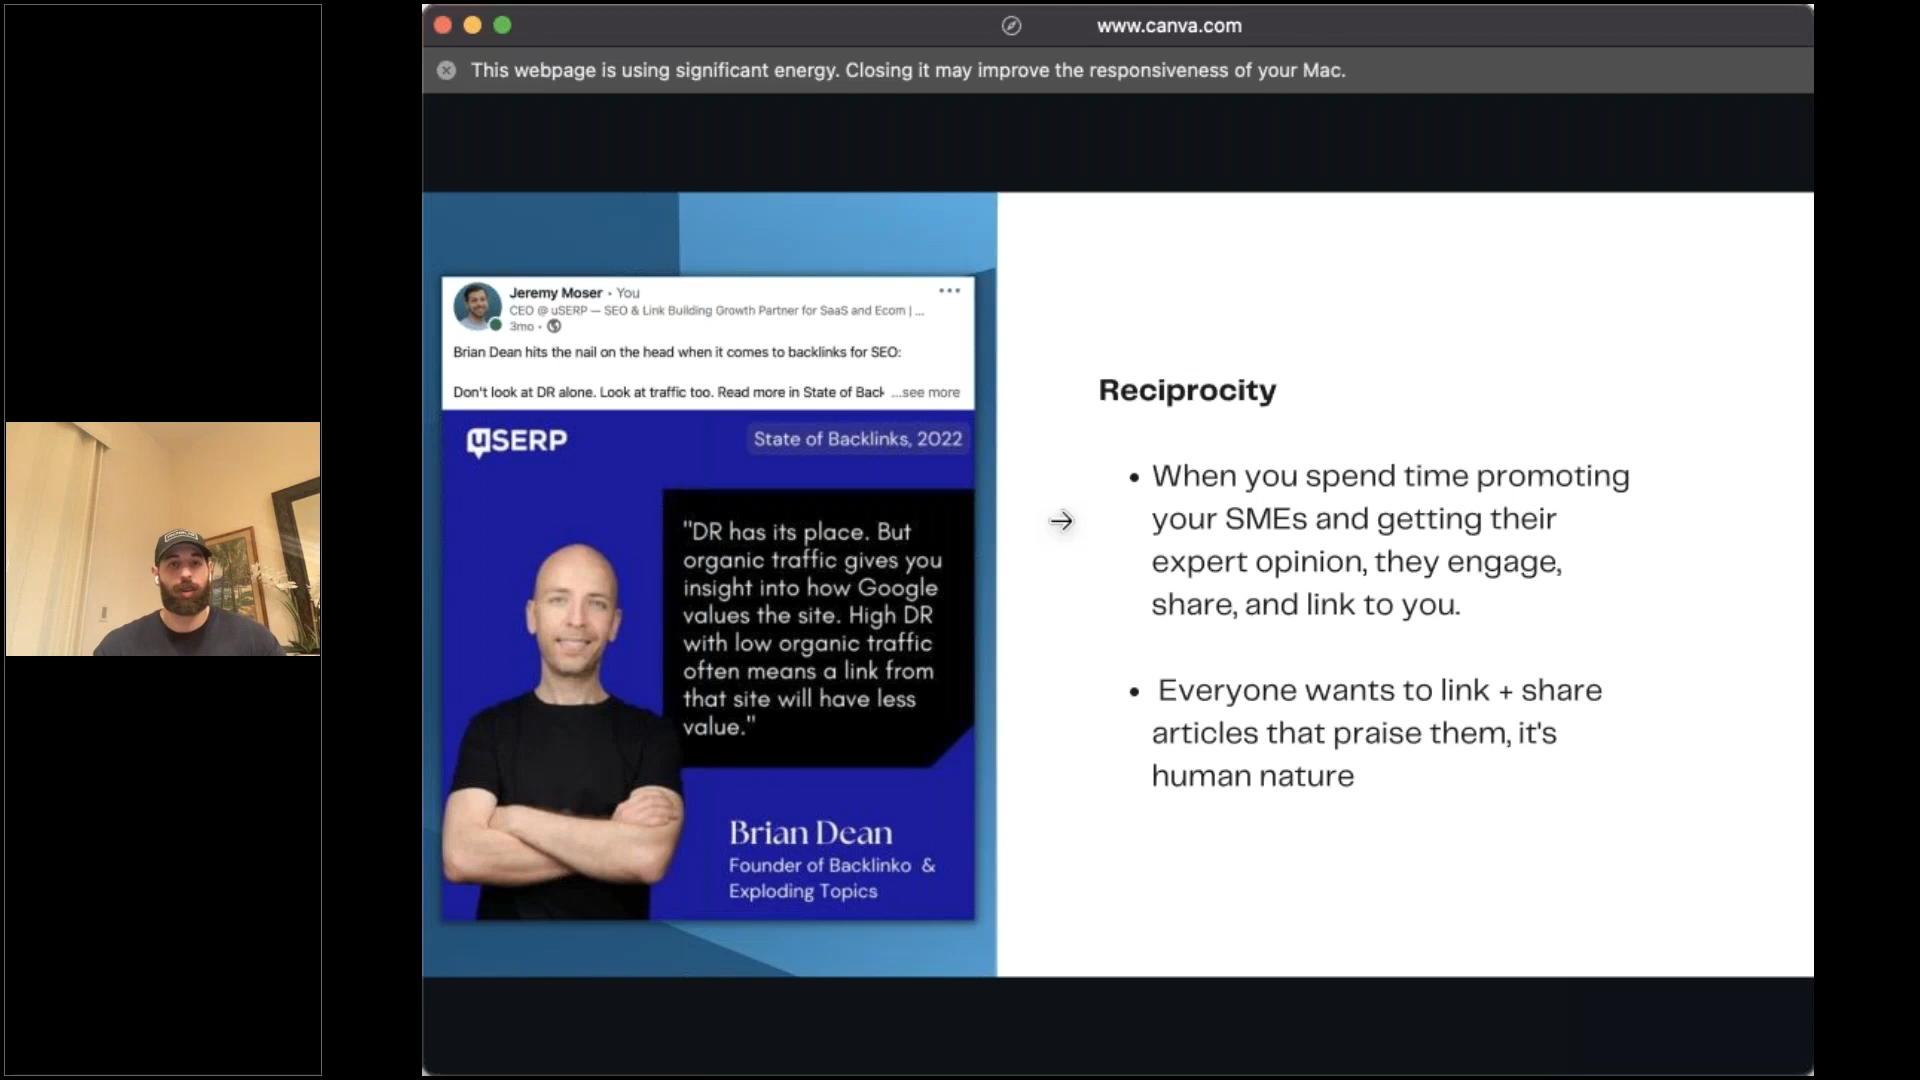 www.canva.com
This webpage is using significant energy. Closing it may improve the responsiveness of your Mac.
Jeremy Moser • You
CEO @ uSERP — SEO & Link Building Growth Partner for SaaS and Ecom | ...
3mo •
Brian Dean hits the nail on the head when it comes to backlinks for SEO:
Don't look at DR alone. Look at traffic too. Read more in State of Back ...see more
uSERP
State of Backlinks, 2022
"DR has its place. But
organic traffic gives you
insight into how Google
values the site. High DR
with low organic traffic
often means a link from
that site will have less
value."
Brian Dean
Founder of Backlinko &
Exploding Topics
Reciprocity
• When you spend time promoting
your SMEs and getting their
expert opinion, they engage,
share, and link to you.
• Everyone wants to link + share
articles that praise them, it's
human nature